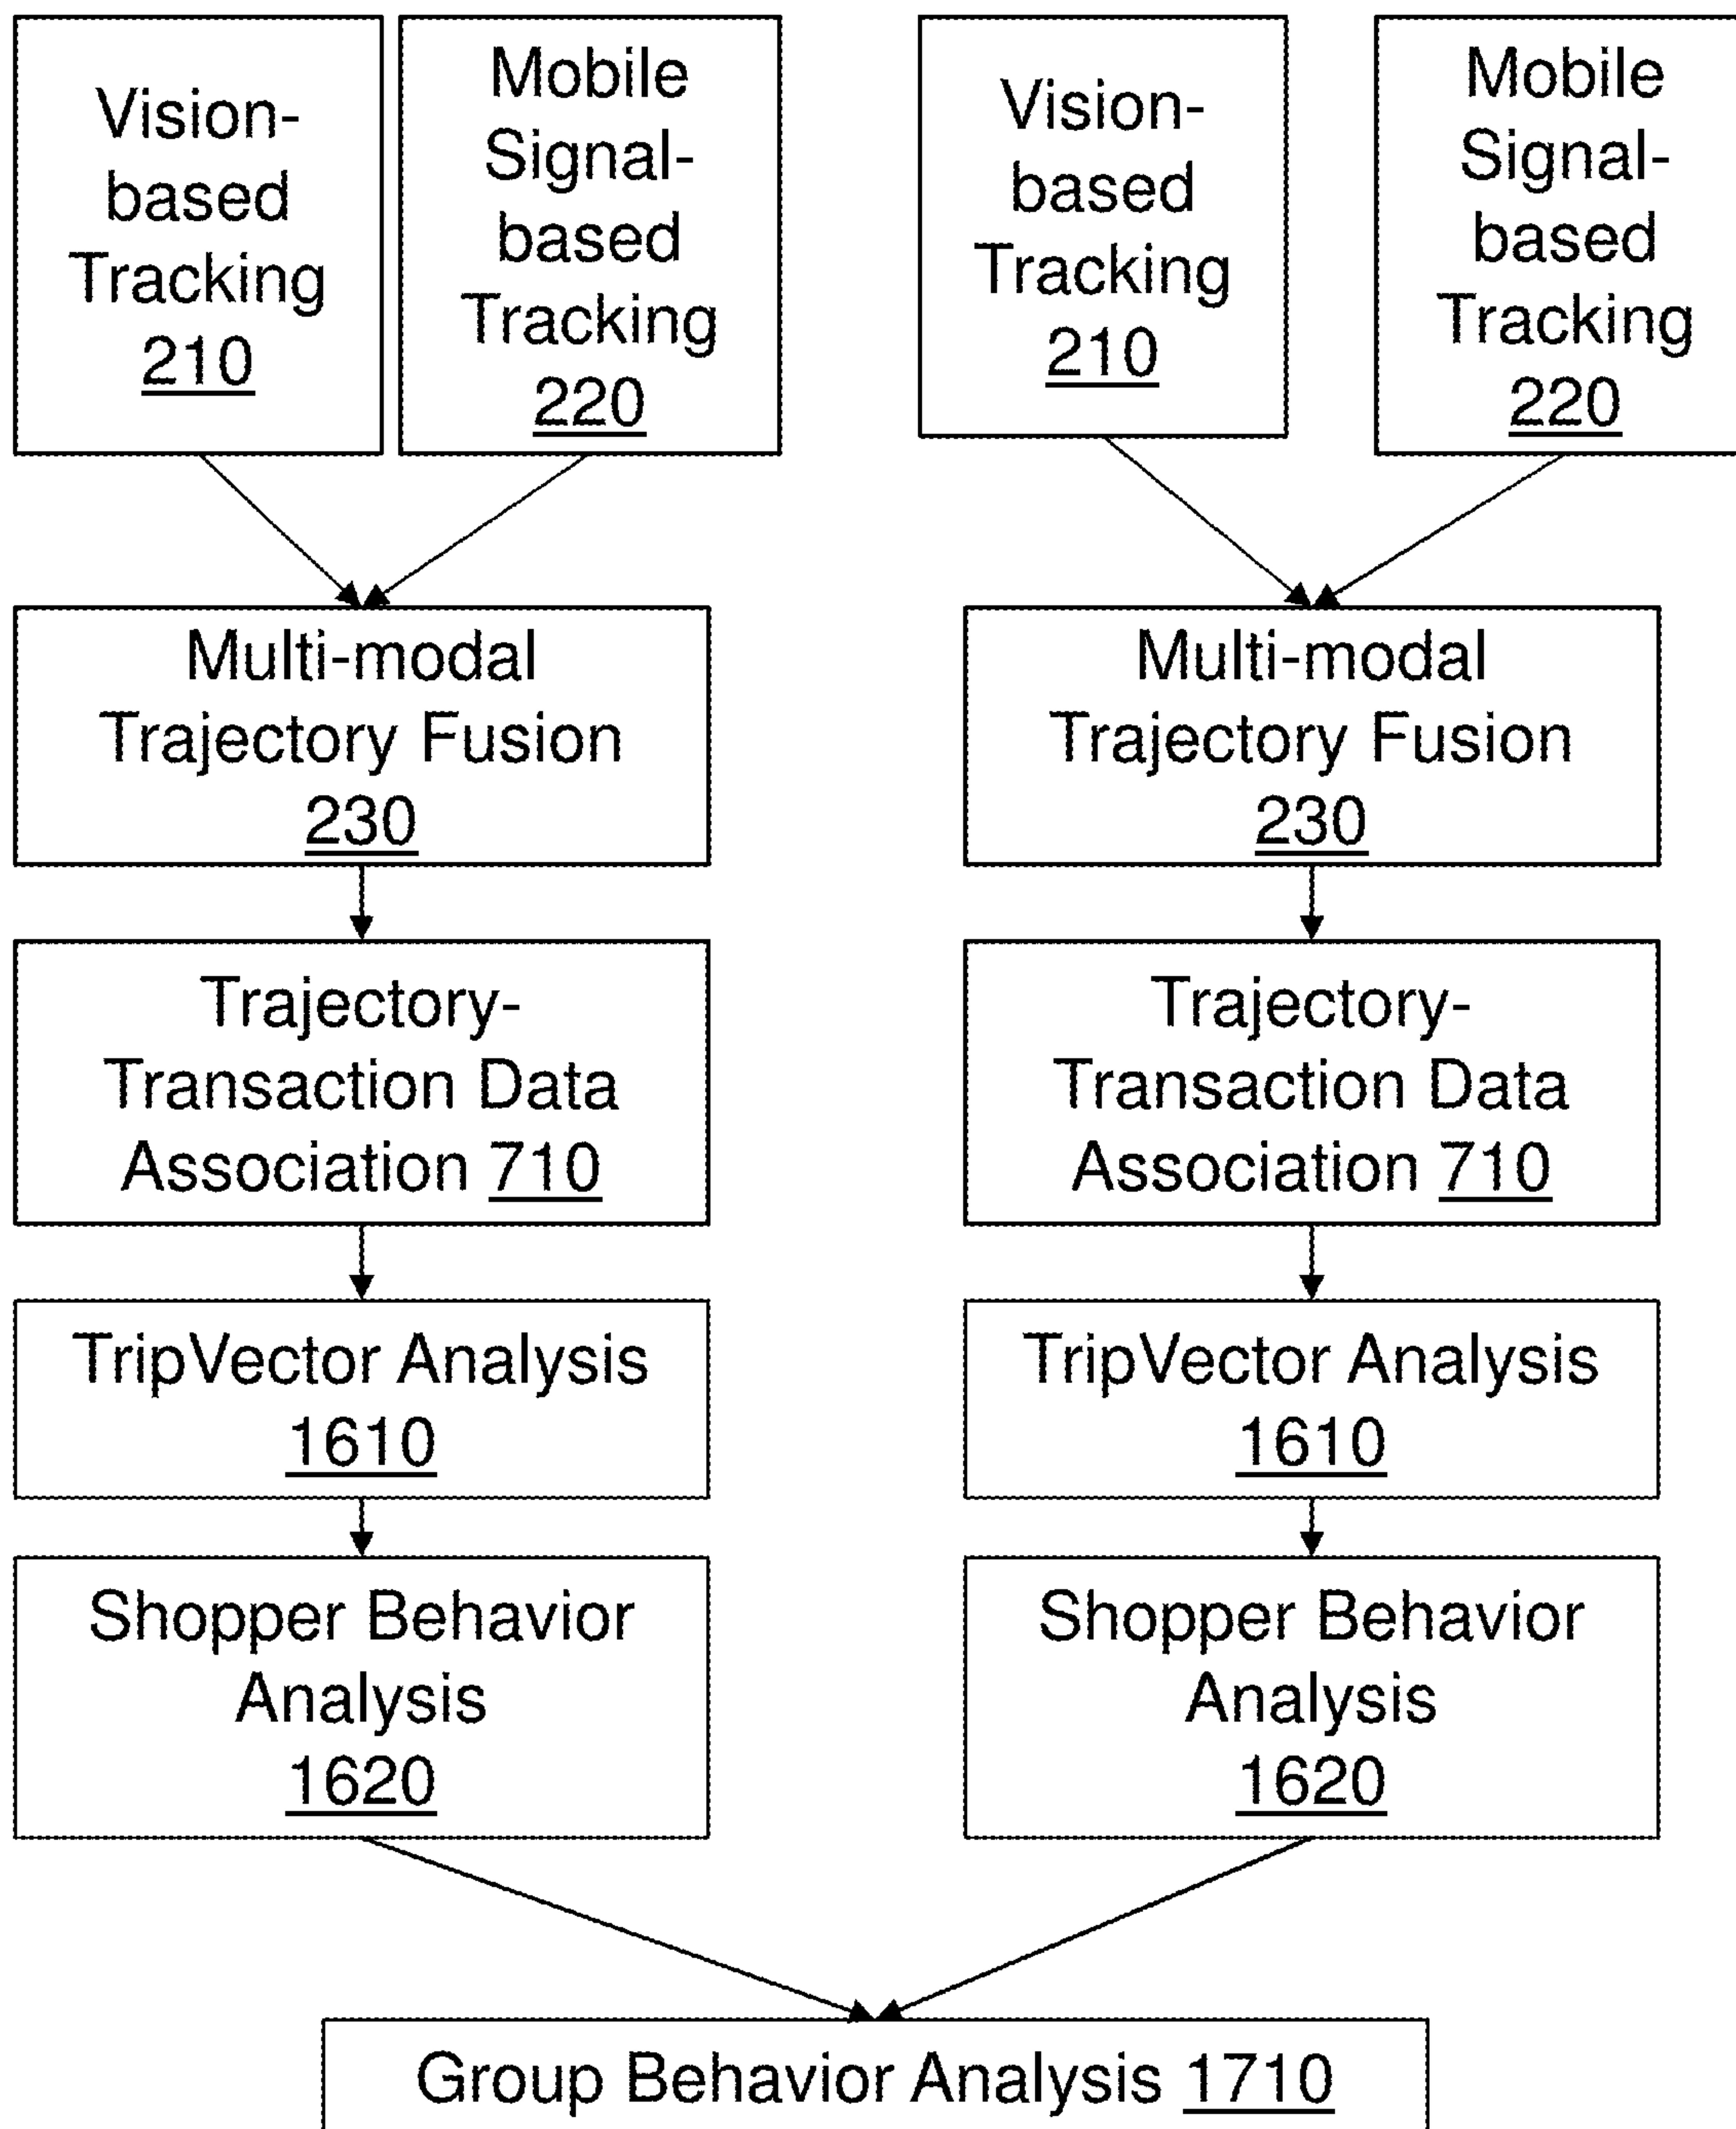 Vision-
based
Tracking
210
Mobile
Signal-
based
Tracking
220
Vision-
based
Tracking
210
Mobile
Signal-
based
Tracking
220
Multi-modal
Trajectory Fusion
230
Multi-modal
Trajectory Fusion
230
Trajectory-
Transaction Data
Association 710
Trajectory-
Transaction Data
Association 710
TripVector Analysis
1610
TripVector Analysis
1610
Shopper Behavior
Analysis
1620
Shopper Behavior
Analysis
1620
Group Behavior Analysis 1710